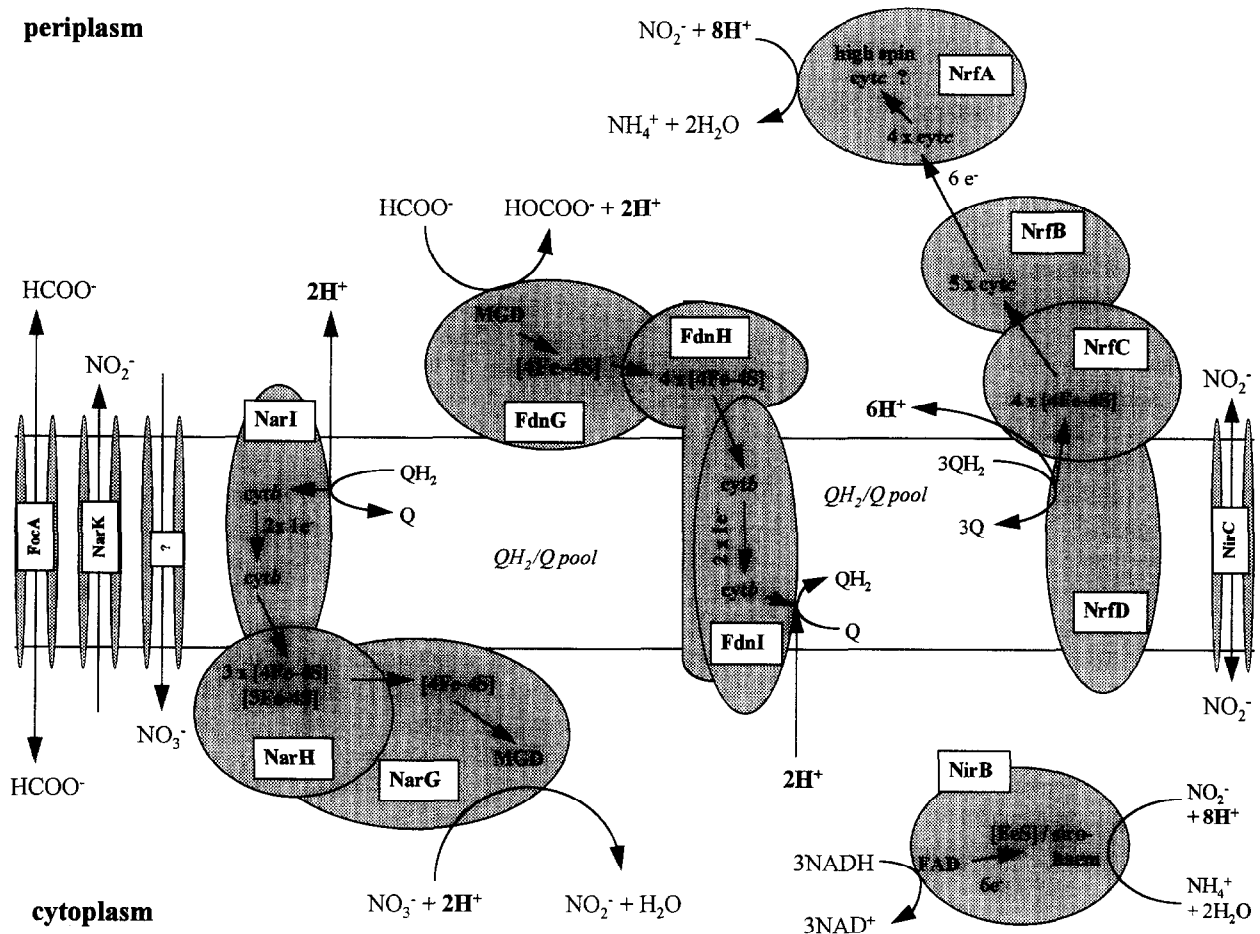 periplasm
NO₂⁻ + 8H⁺
high spin
cytc ?
NrfA
NH₄⁺ + 2H₂O
4 x cytc
6 e⁻
HCOO⁻
HOCOO⁻ + 2H⁺
NrfB
5 x cytc
HCOO⁻
2H⁺
MGD
[4Fe-4S]
FdnG
FdnH
4 x [4Fe-4S]
NrfC
4 x [4Fe-4S]
NO₂⁻
NO₂⁻
6H⁺
NarI
QH₂
cytb
Q
2 x 1e⁻
cytb
3QH₂
QH₂/Q pool
3Q
cytb
2 x 1e⁻
cytb
QH₂/Q pool
FocA
NarK
?
NirC
QH₂
Q
FdnI
NrfD
3 x [4Fe-4S]
[3Fe-4S]
[4Fe-4S]
NO₃⁻
NarH
MGD
NarG
HCOO⁻
2H⁺
NO₂⁻
NirB
NO₂⁻
+ 8H⁺
[FeS] / siro-
haem
3NADH
FAD
6e⁻
NH₄⁺
+ 2H₂O
3NAD⁺
NO₃⁻ + 2H⁺
NO₂⁻ + H₂O
cytoplasm